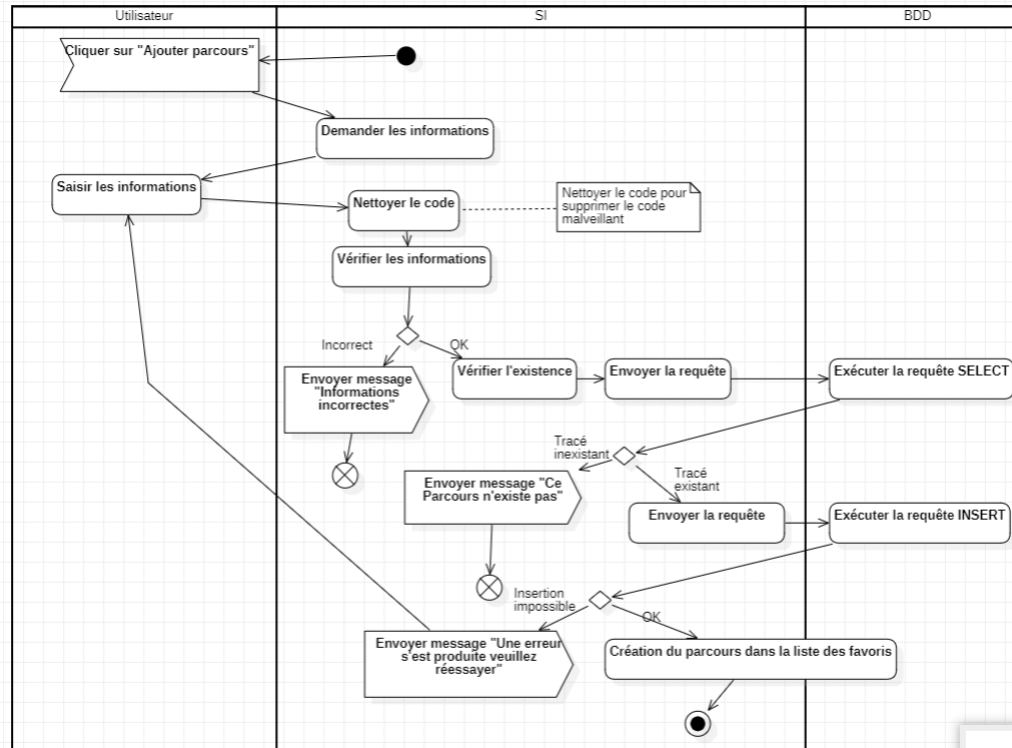 Utilisateur
SI
BDD
Cliquer sur "Ajouter parcours"
Demander les informations
Saisir les informations
Nettoyer le code
Nettoyer le code pour
supprimer le code
malveillant
Vérifier les informations
Incorrect
OK
Envoyer message
"Informations
incorrectes"
Vérifier l'existence
Envoyer la requête
Exécuter la requête SELECT
Tracé
inexistant
Tracé
existant
Envoyer message "Ce
Parcours n'existe pas"
Envoyer la requête
Exécuter la requête INSERT
Insertion
impossible
OK
Envoyer message "Une erreur
s'est produite veuillez
réessayer"
Création du parcours dans la liste des favoris